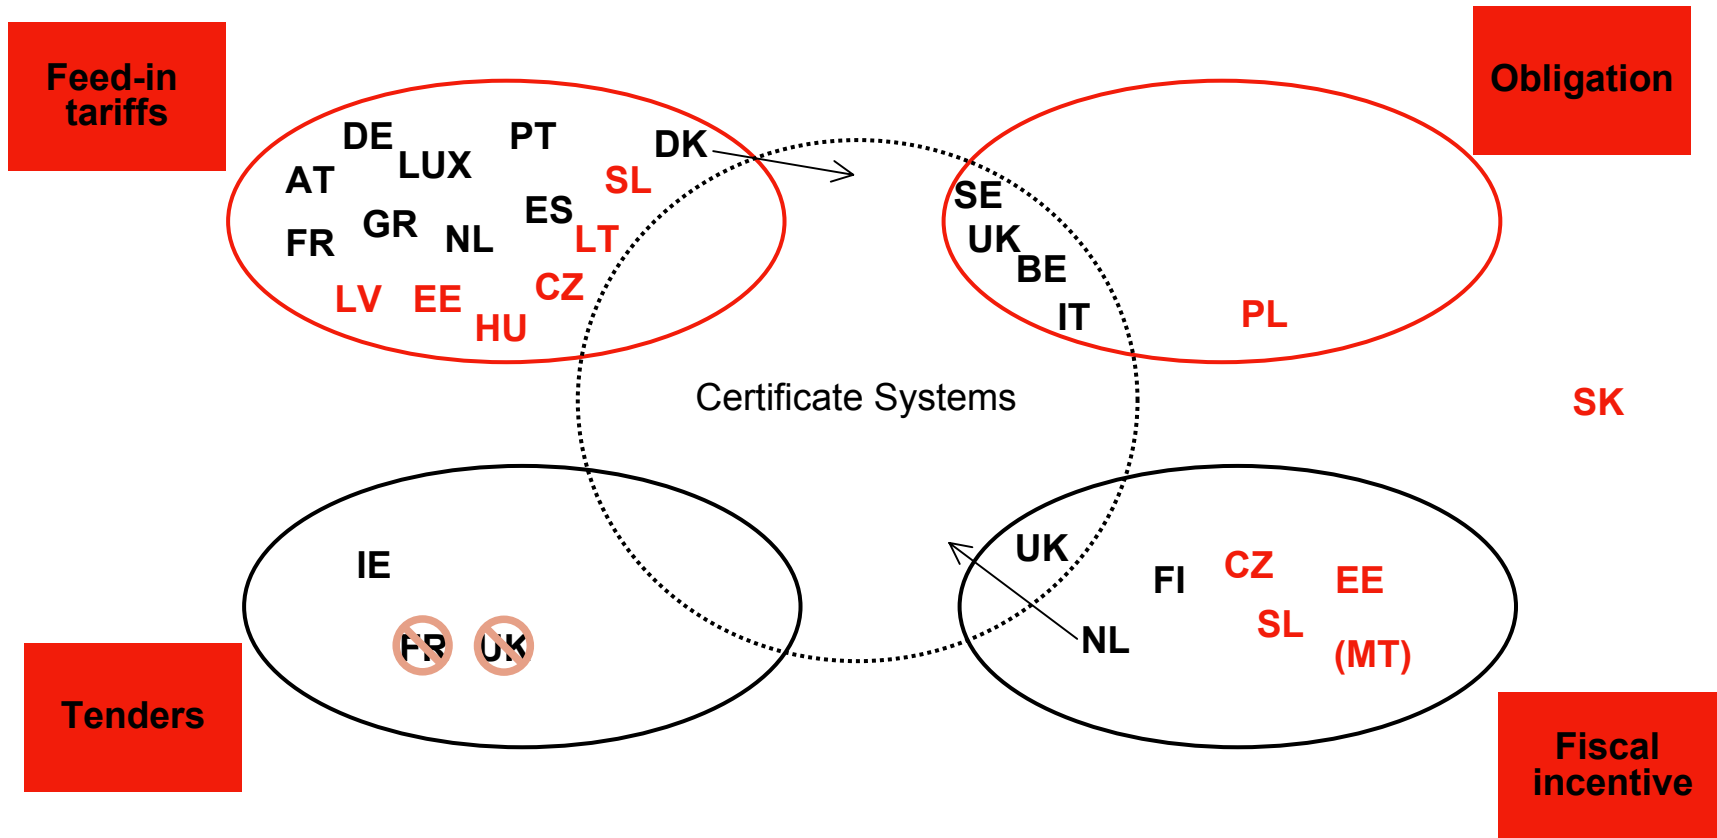 Feed-in
tariffs
Obligation
DE
PT
DK
LUX
AT
SL
SE
ES
GR
FR
NL
LT
UK
BE
CZ
LV
EE
HU
IT
PL
Certificate Systems
SK
IE
UK
FI
CZ
EE
SL
FR
UK
NL
(MT)
Tenders
Fiscal
incentive